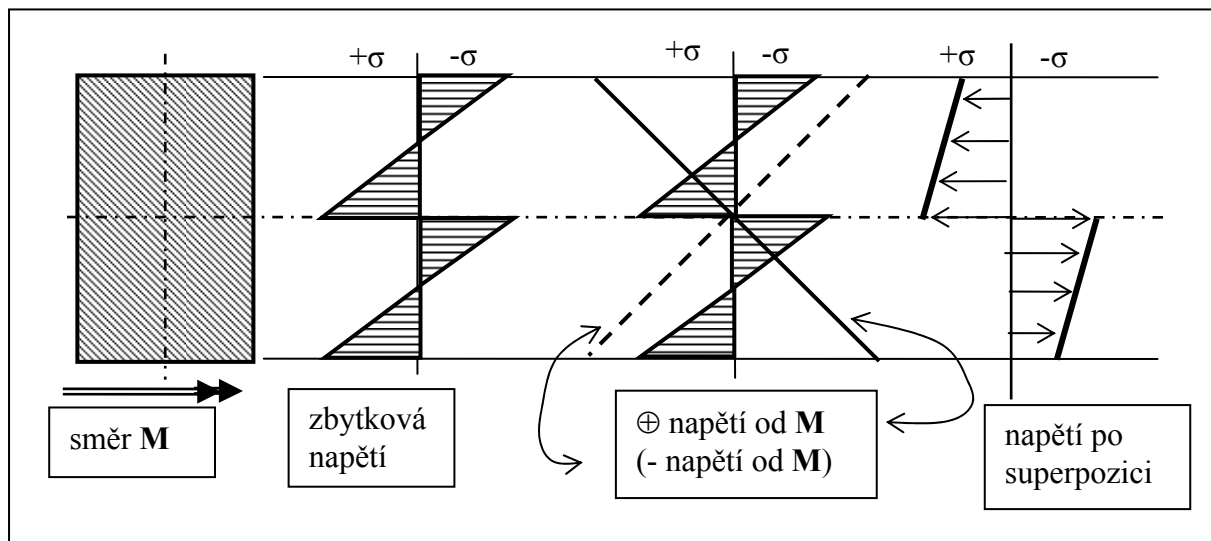 +σ -σ
+σ -σ
+σ -σ
směr M
zbytková
napětí
⊕ napětí od M
(- napětí od M)
napětí po
superpozici